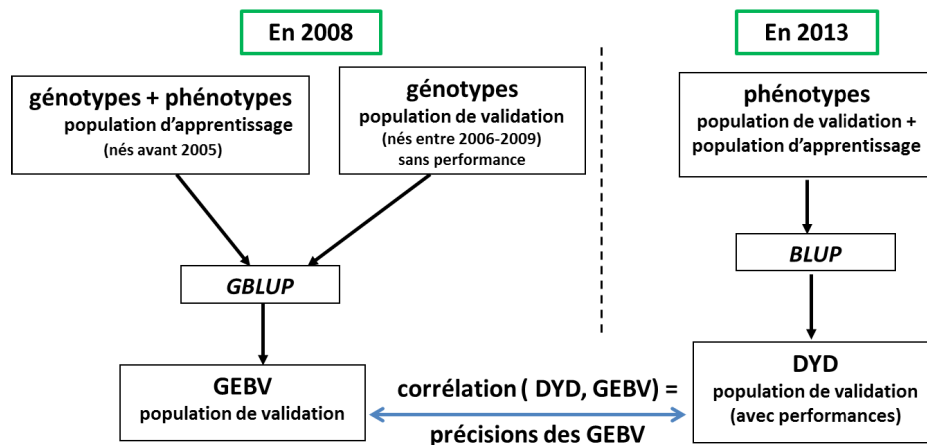 En 2008
En 2013
génotypes + phénotypes
population d'apprentissage
(nés avant 2005)
génotypes
population de validation
(nés entre 2006-2009)
sans performance
phénotypes
population de validation +
population d'apprentissage
GBLUP
BLUP
GEBV
population de validation
corrélation ( DYD, GEBV) =
précisions des GEBV
DYD
population de validation
(avec performances)